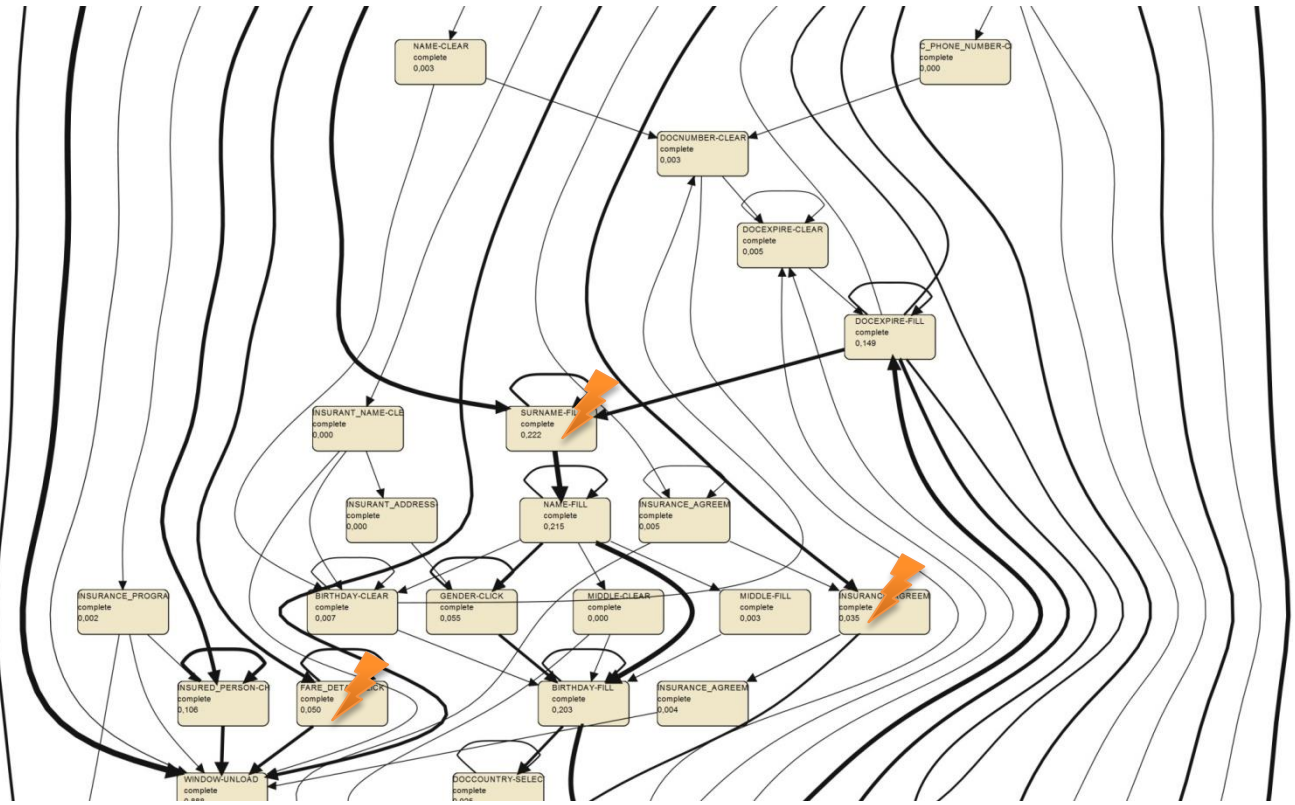 NAME-CLEAR
complete
0,003
C_PHONE_NUMBER-C
complete
0,000
DOCNUMBER-CLEAR
complete
0,003
DOCEXPIRE-CLEAR
complete
0,005
DOCEXPIRE-FILL
complete
0,149
INSURANT_NAME-CLE
complete
0,000
SURNAME-FI
complete
0,222
INSURANT_ADDRESS-
complete
0,000
NAME-FILL
complete
0,215
INSURANCE_AGREEM
complete
0,005
INSURANCE_PROGRA
complete
0,002
BIRTHDAY-CLEAR
complete
0,007
GENDER-CLICK
complete
0,055
MIDDLE-CLEAR
complete
0,000
MIDDLE-FILL
complete
0,003
complete
0,035
INSURED_PERSON-CH
complete
0,106
complete
0,050
BIRTHDAY-FILL
complete
0,203
INSURANCE_AGREEM
complete
0,004
WINDOW-UNLOAD
complete
DOCCOUNTRY-SELEC
complete